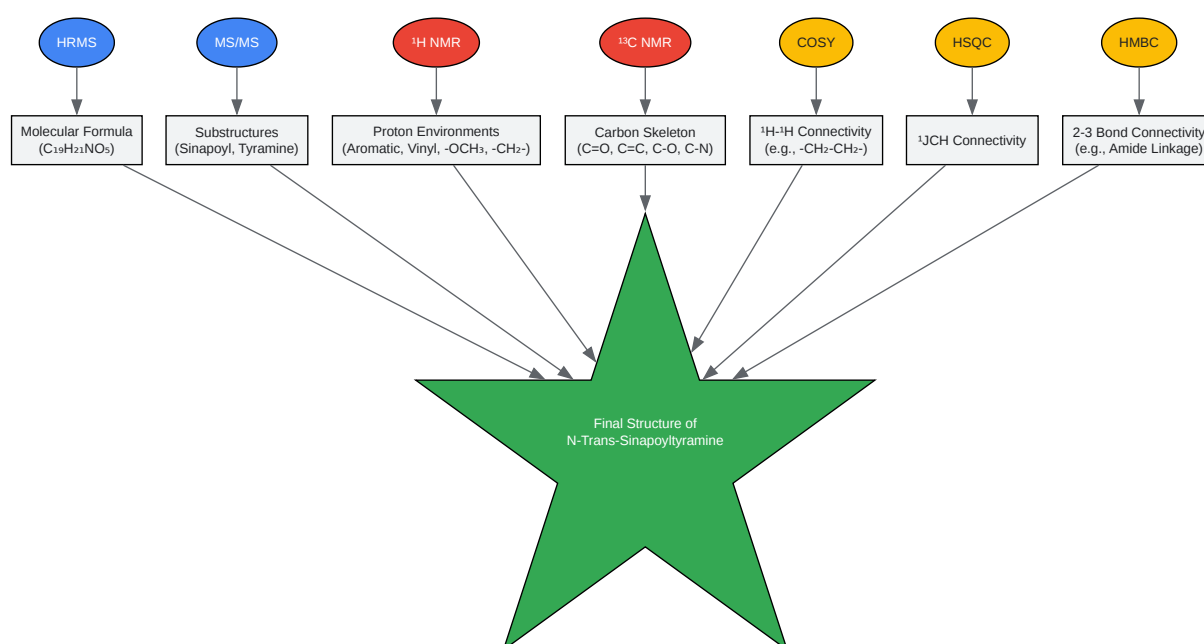 HRMS
MS/MS
¹H NMR
¹³C NMR
COSY
HSQC
HMBC
Molecular Formula
(C₁₉H₂₁NO₅)
Substructures
(Sinapoyl, Tyramine)
Proton Environments
(Aromatic, Vinyl, -OCH₃, -CH₂-)
Carbon Skeleton
(C=O, C=C, C-O, C-N)
¹H-¹H Connectivity
(e.g., -CH₂-CH₂-)
¹JCH Connectivity
2-3 Bond Connectivity
(e.g., Amide Linkage)
Final Structure of
N-Trans-Sinapoyltyramine